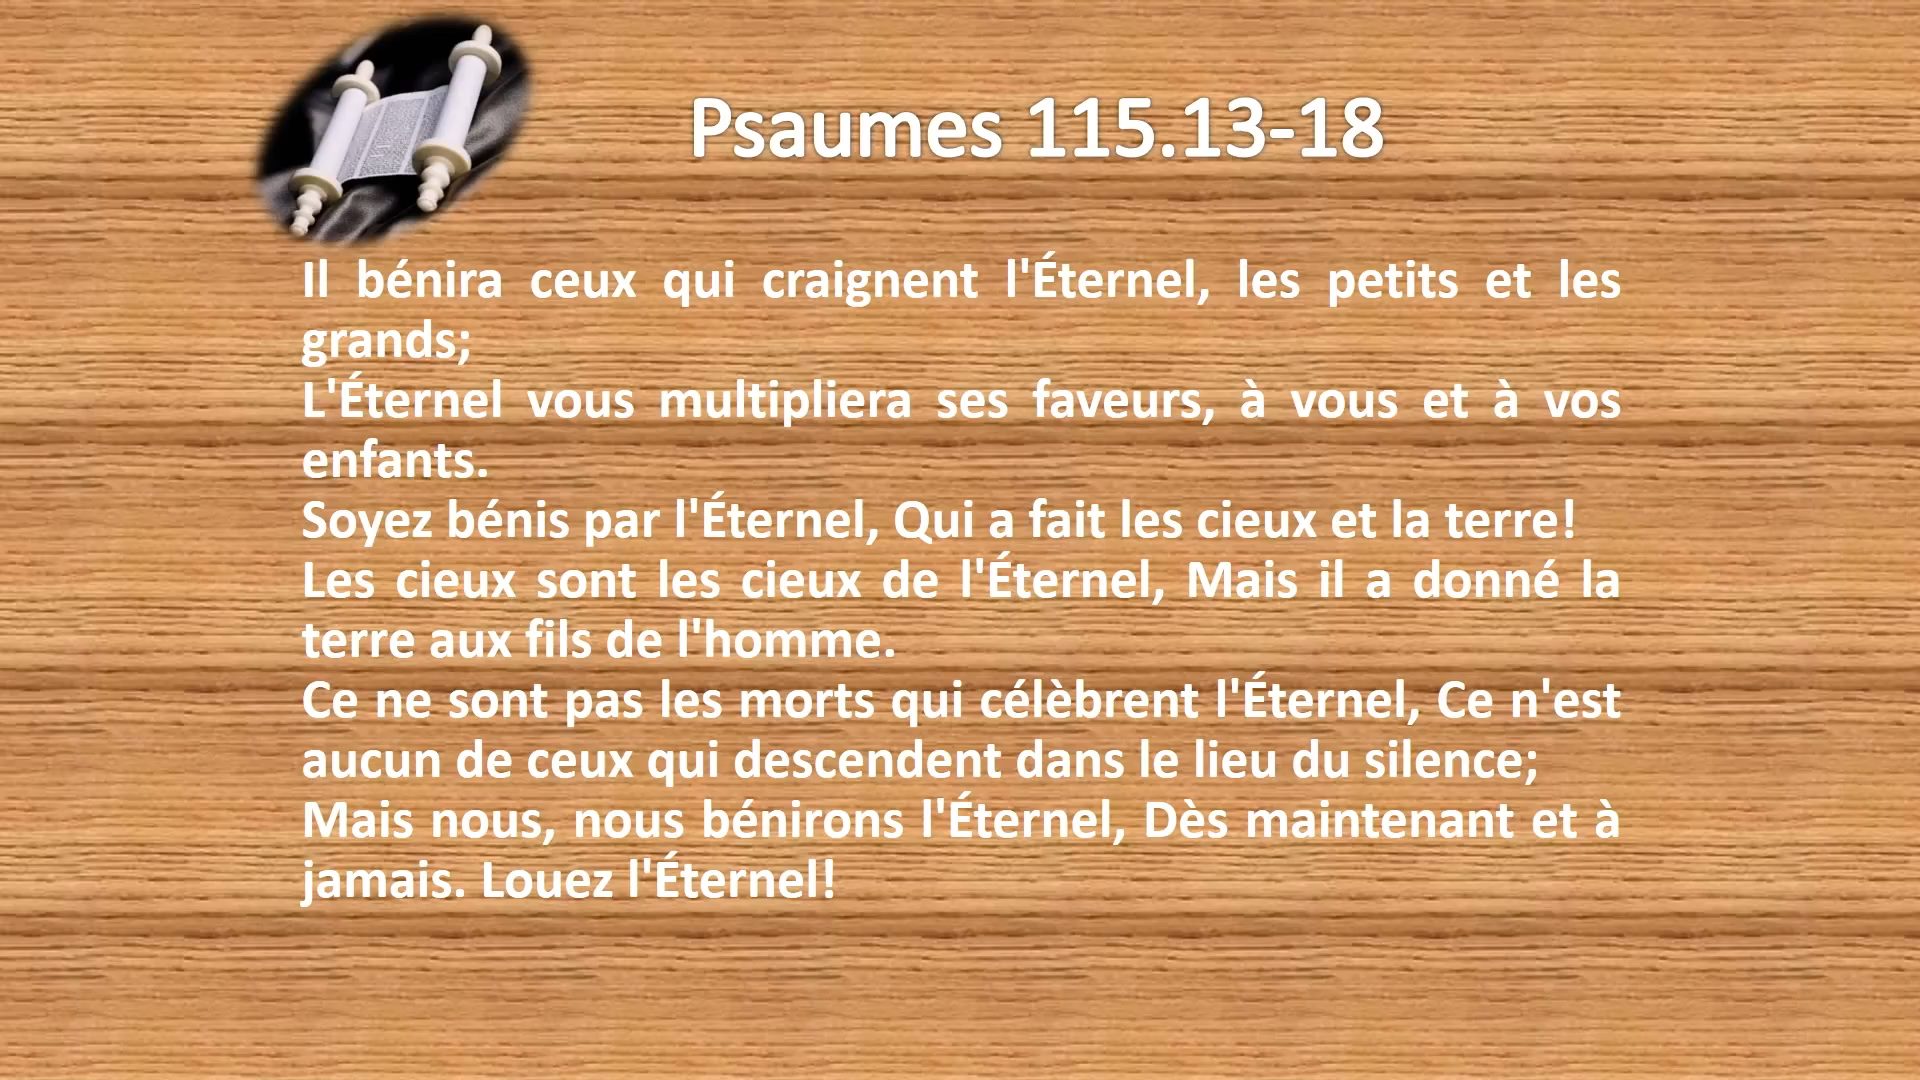 Psaumes 115.13-18
Il bénira ceux qui craignent l'Éternel, les petits et les
grands;
L'Éternel vous multipliera ses faveurs, à vous et à vos
enfants.
Soyez bénis par l'Éternel, Qui a fait les cieux et la terre!
Les cieux sont les cieux de l'Éternel, Mais il a donné la
terre aux fils de l'homme.
Ce ne sont pas les morts qui célèbrent l'Éternel, Ce n'est
aucun de ceux qui descendent dans le lieu du silence;
Mais nous, nous bénirons l'Éternel, Dès maintenant et à
jamais. Louez l'Éternel!